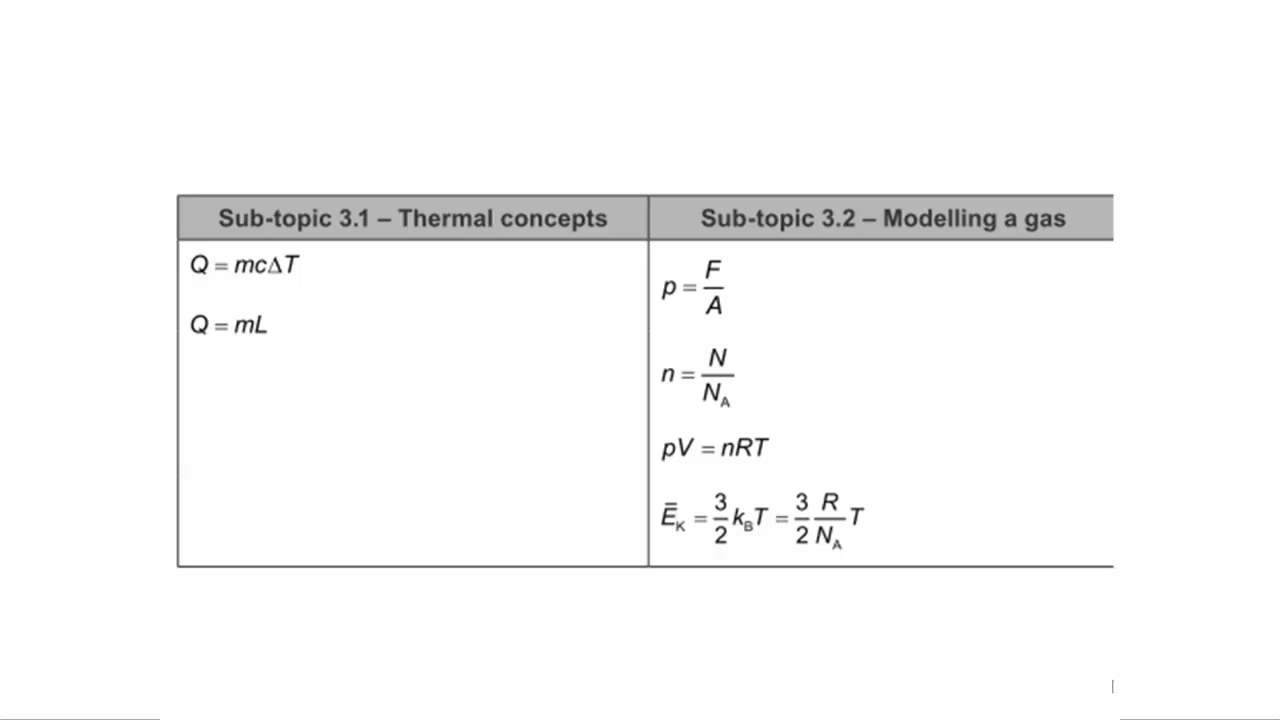 Sub-topic 3.1 – Thermal concepts
Q = mcΔT
Q = mL
Sub-topic 3.2 – Modelling a gas
p = F/A
n = N/N_A
pV = nRT
Ē_K = 3/2 k_B T = 3/2 R/N_A T